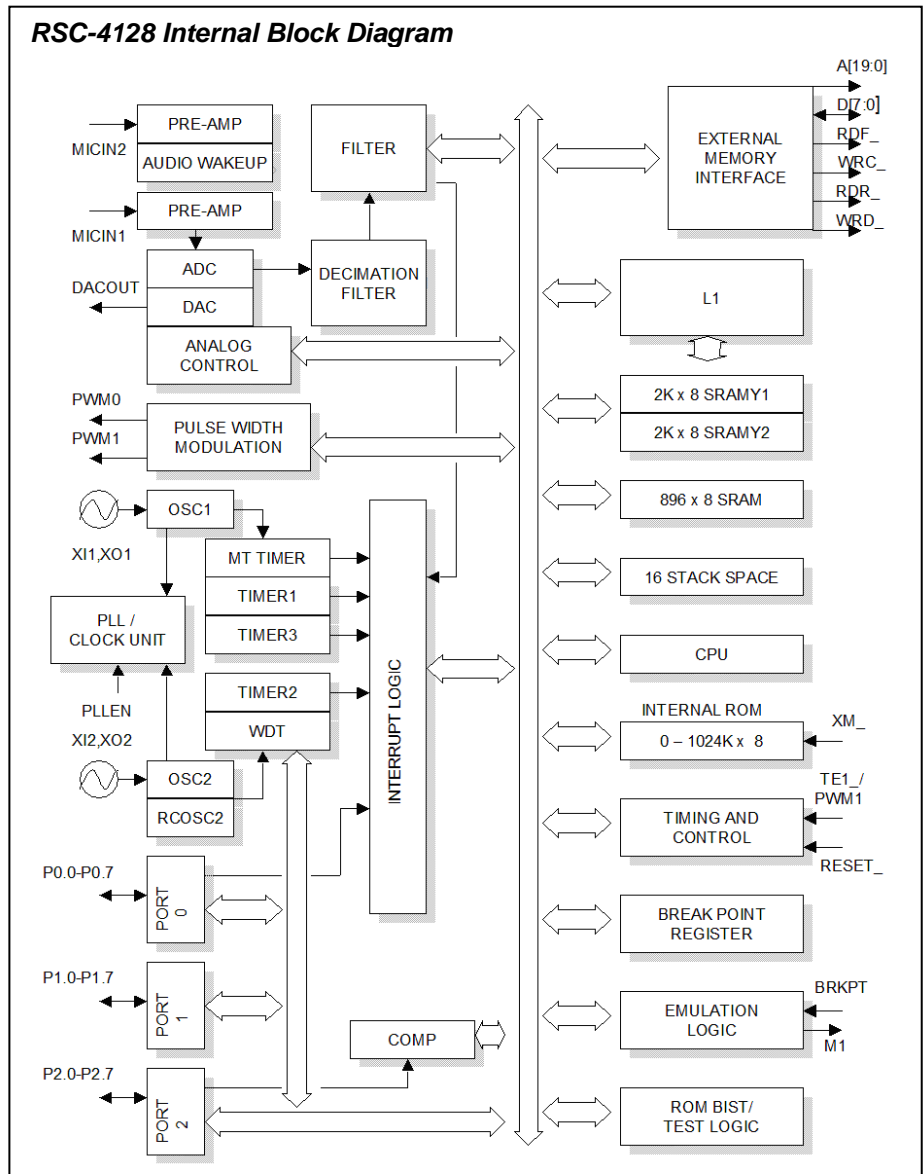 RSC-4128 Internal Block Diagram
MICIN2
PRE-AMP
AUDIO WAKEUP
MICIN1
PRE-AMP
ADC
DACOUT
DAC
ANALOG
CONTROL
FILTER
DECIMATION
FILTER
PWM0
PWM1
PULSE WIDTH
MODULATION
OSC1
XI1,XO1
MT TIMER
TIMER1
TIMER3
PLL /
CLOCK UNIT
PLLEN
TIMER2
WDT
XI2,XO2
OSC2
RCOSC2
INTERRUPT LOGIC
P0.0-P0.7
PORT
0
P1.0-P1.7
PORT
1
P2.0-P2.7
PORT
2
COMP
EXTERNAL
MEMORY
INTERFACE
A[19:0]
D[7:0]
RDF_
WRC_
RDR_
WRD_
L1
2K x 8 SRAMY1
2K x 8 SRAMY2
896 x 8 SRAM
16 STACK SPACE
CPU
INTERNAL ROM
0 – 1024K x 8
XM_
TIMING AND
CONTROL
TE1_/
PWM1
RESET_
BREAK POINT
REGISTER
EMULATION
LOGIC
BRKPT
M1
ROM BIST/
TEST LOGIC